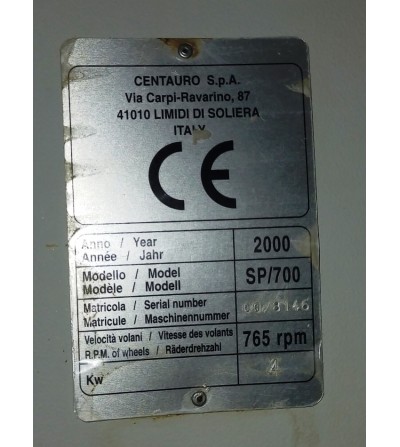 CENTAURO S.p.A.
Via Carpi-Ravarino, 87
41010 LIMIDI DI SOLIERA
ITALY
CE
Anno / Year
Année / Jahr
2000
Modello / Model
Modèle / Modell
SP/700
Matricola / Serial number
Matricule / Maschinennummer
Velocità volani / Vitesse des volants
R.P.M. of wheels / Räderdrehzahl
765 rpm
Kw
4